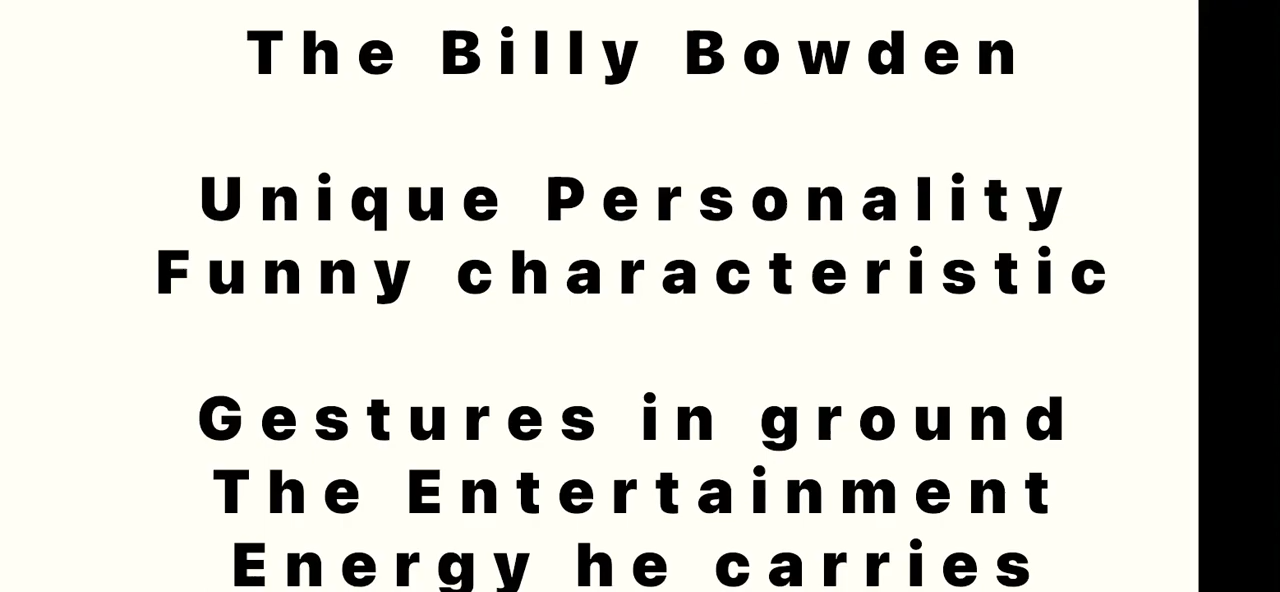 The Billy Bowden
Unique Personality
Funny characteristic
Gestures in ground
The Entertainment
Energy he carries